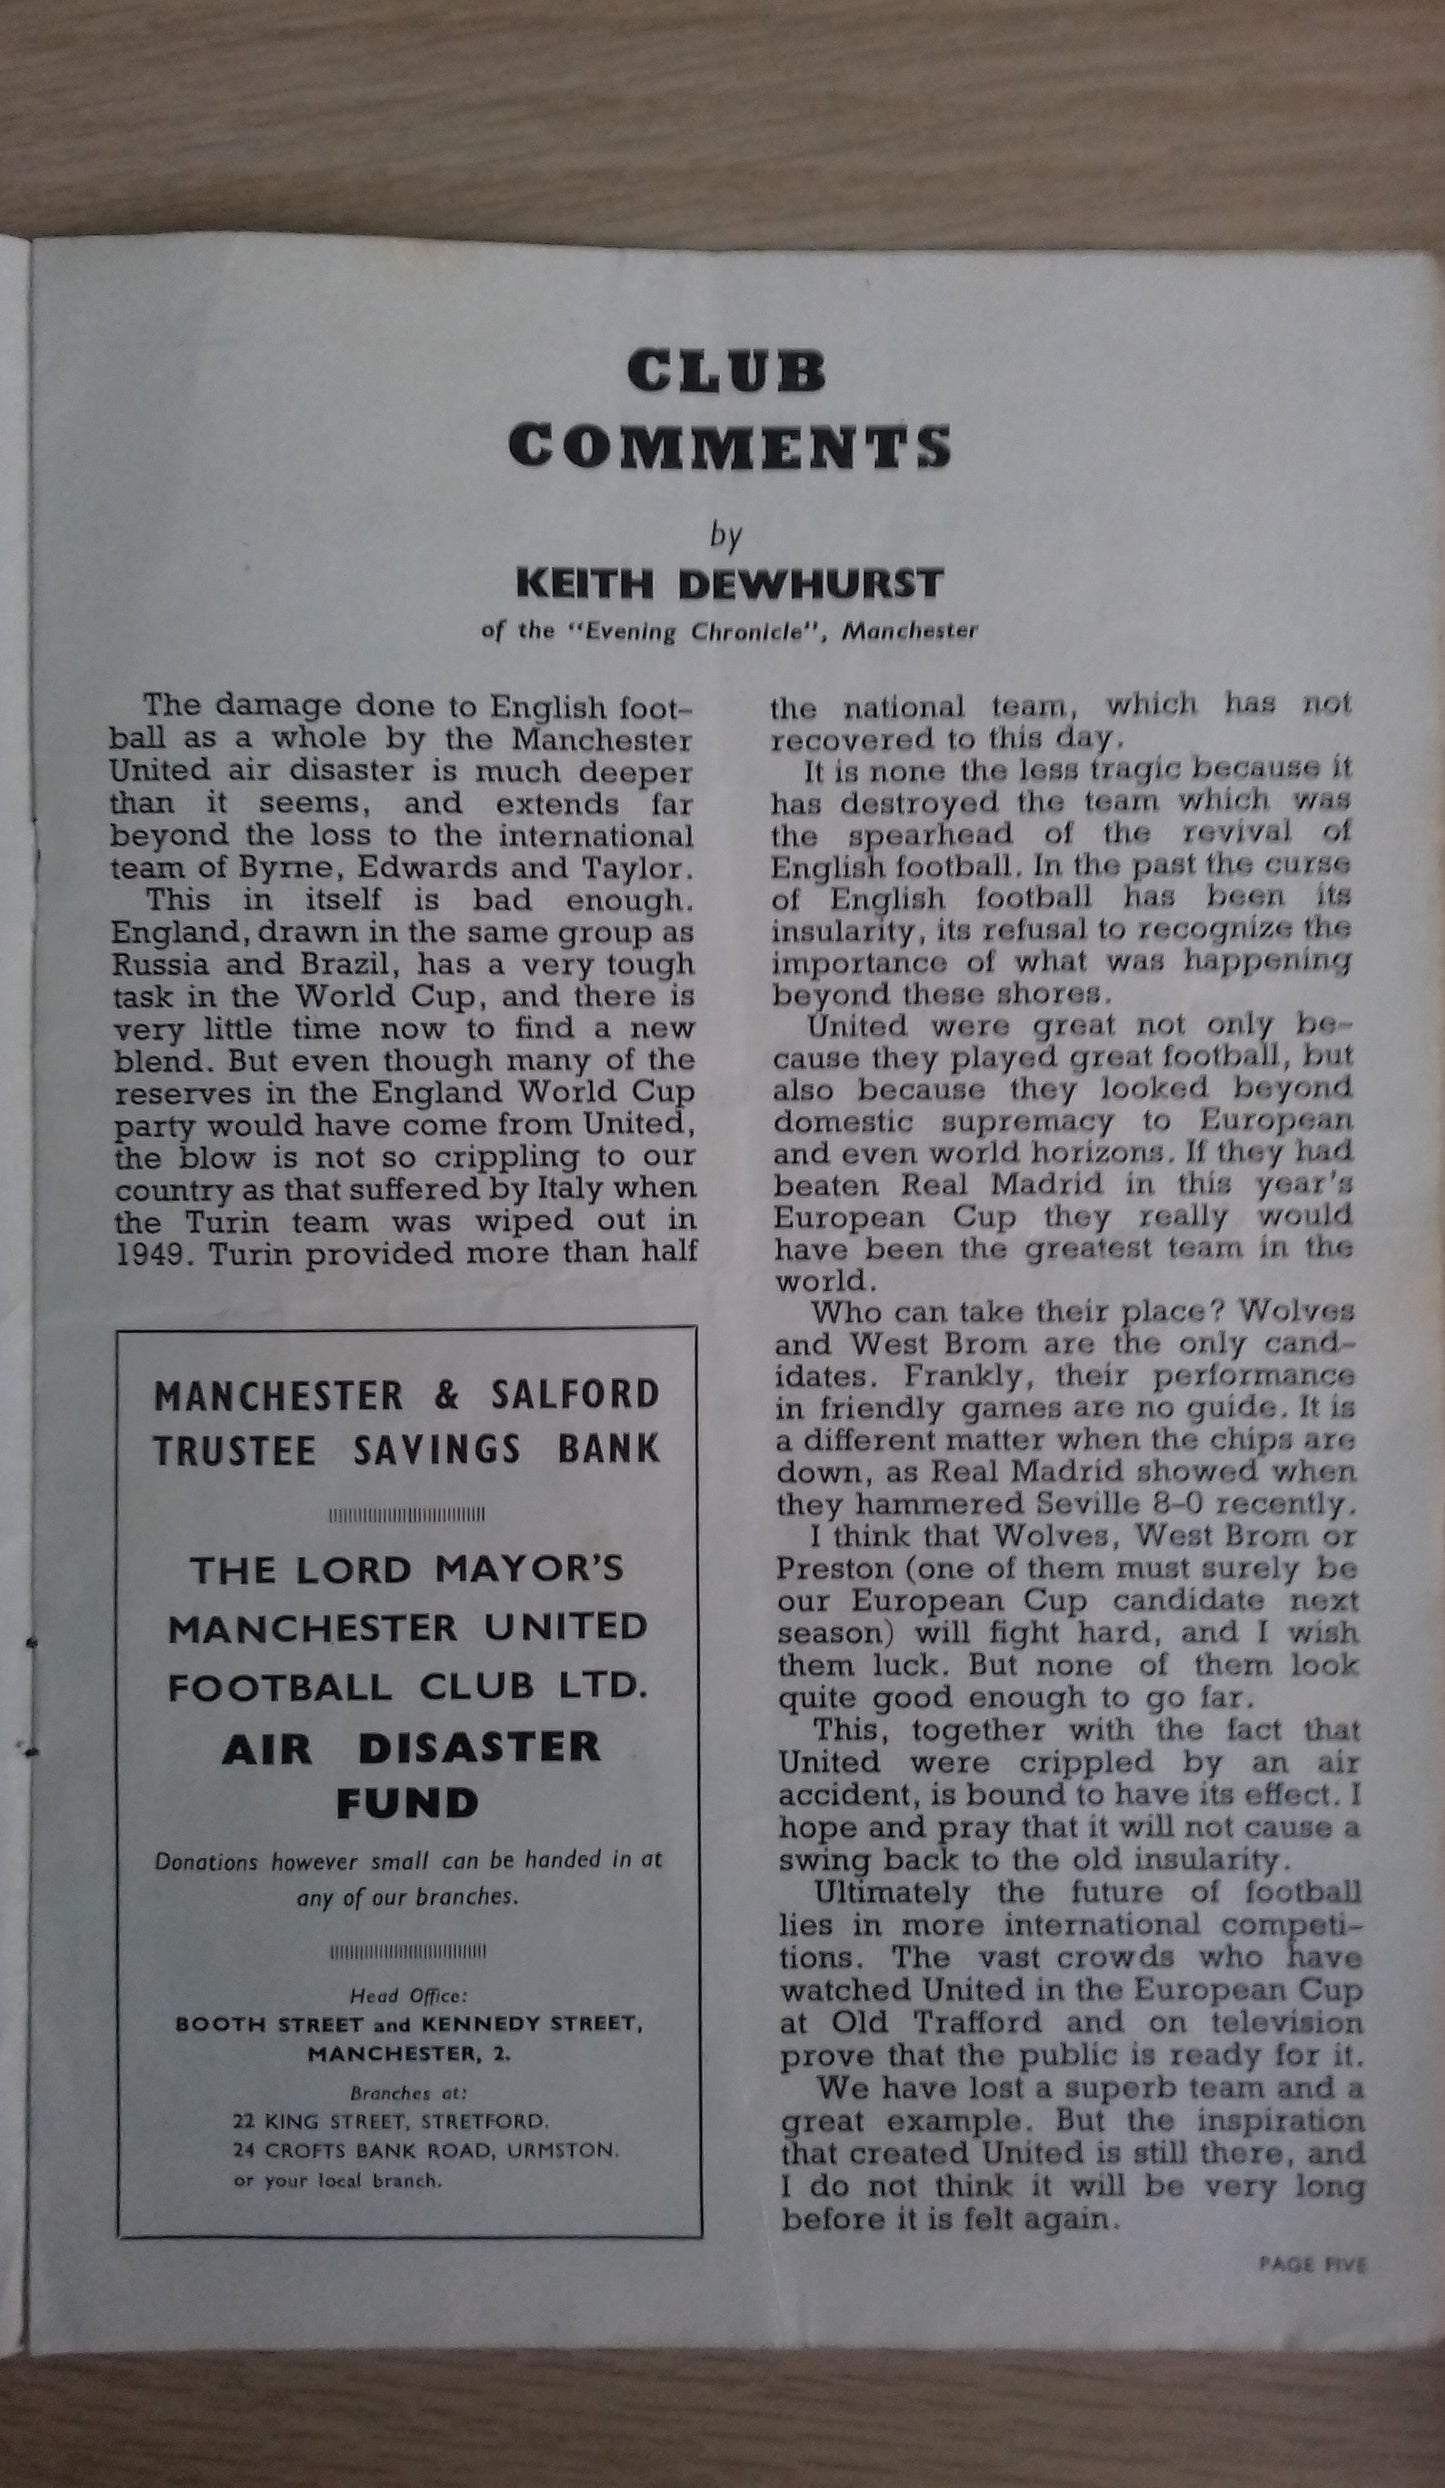 CLUB
COMMENTS
by
KEITH DEWHURST
of the "Evening Chronicle", Manchester
The damage done to English foot-
ball as a whole by the Manchester
United air disaster is much deeper
than it seems, and extends far
beyond the loss to the international
team of Byrne, Edwards and Taylor.
This in itself is bad enough.
England, drawn in the same group as
Russia and Brazil, has a very tough
task in the World Cup, and there is
very little time now to find a new
blend. But even though many of the
reserves in the England World Cup
party would have come from United,
the blow is not so crippling to our
country as that suffered by Italy when
the Turin team was wiped out in
1949. Turin provided more than half
the national team, which has not
recovered to this day.
It is none the less tragic because it
has destroyed the team which was
the spearhead of the revival of
English football. In the past the curse
of English football has been its
insularity, its refusal to recognize the
importance of what was happening
beyond these shores.
United were great not only be-
cause they played great football, but
also because they looked beyond
domestic supremacy to European
and even world horizons. If they had
beaten Real Madrid in this year's
European Cup they really would
have been the greatest team in the
world.
Who can take their place? Wolves
and West Brom are the only cand-
idates. Frankly, their performance
in friendly games are no guide. It is
a different matter when the chips are
down, as Real Madrid showed when
they hammered Seville 8-0 recently.
I think that Wolves, West Brom or
Preston (one of them must surely be
our European Cup candidate next
season) will fight hard, and I wish
them luck. But none of them look
quite good enough to go far.
This, together with the fact that
United were crippled by an air
accident, is bound to have its effect. I
hope and pray that it will not cause a
swing back to the old insularity.
Ultimately the future of football
lies in more international competi-
tions. The vast crowds who have
watched United in the European Cup
at Old Trafford and on television
prove that the public is ready for it.
We have lost a superb team and a
great example. But the inspiration
that created United is still there, and
I do not think it will be very long
before it is felt again.
MANCHESTER & SALFORD
TRUSTEE SAVINGS BANK
THE LORD MAYOR'S
MANCHESTER UNITED
FOOTBALL CLUB LTD.
AIR DISASTER
FUND
Donations however small can be handed in at
any of our branches.
Head Office:
BOOTH STREET and KENNEDY STREET,
MANCHESTER, 2.
Branches at:
22 KING STREET, STRETFORD.
24 CROFTS BANK ROAD, URMSTON.
or your local branch.
PAGE FIVE